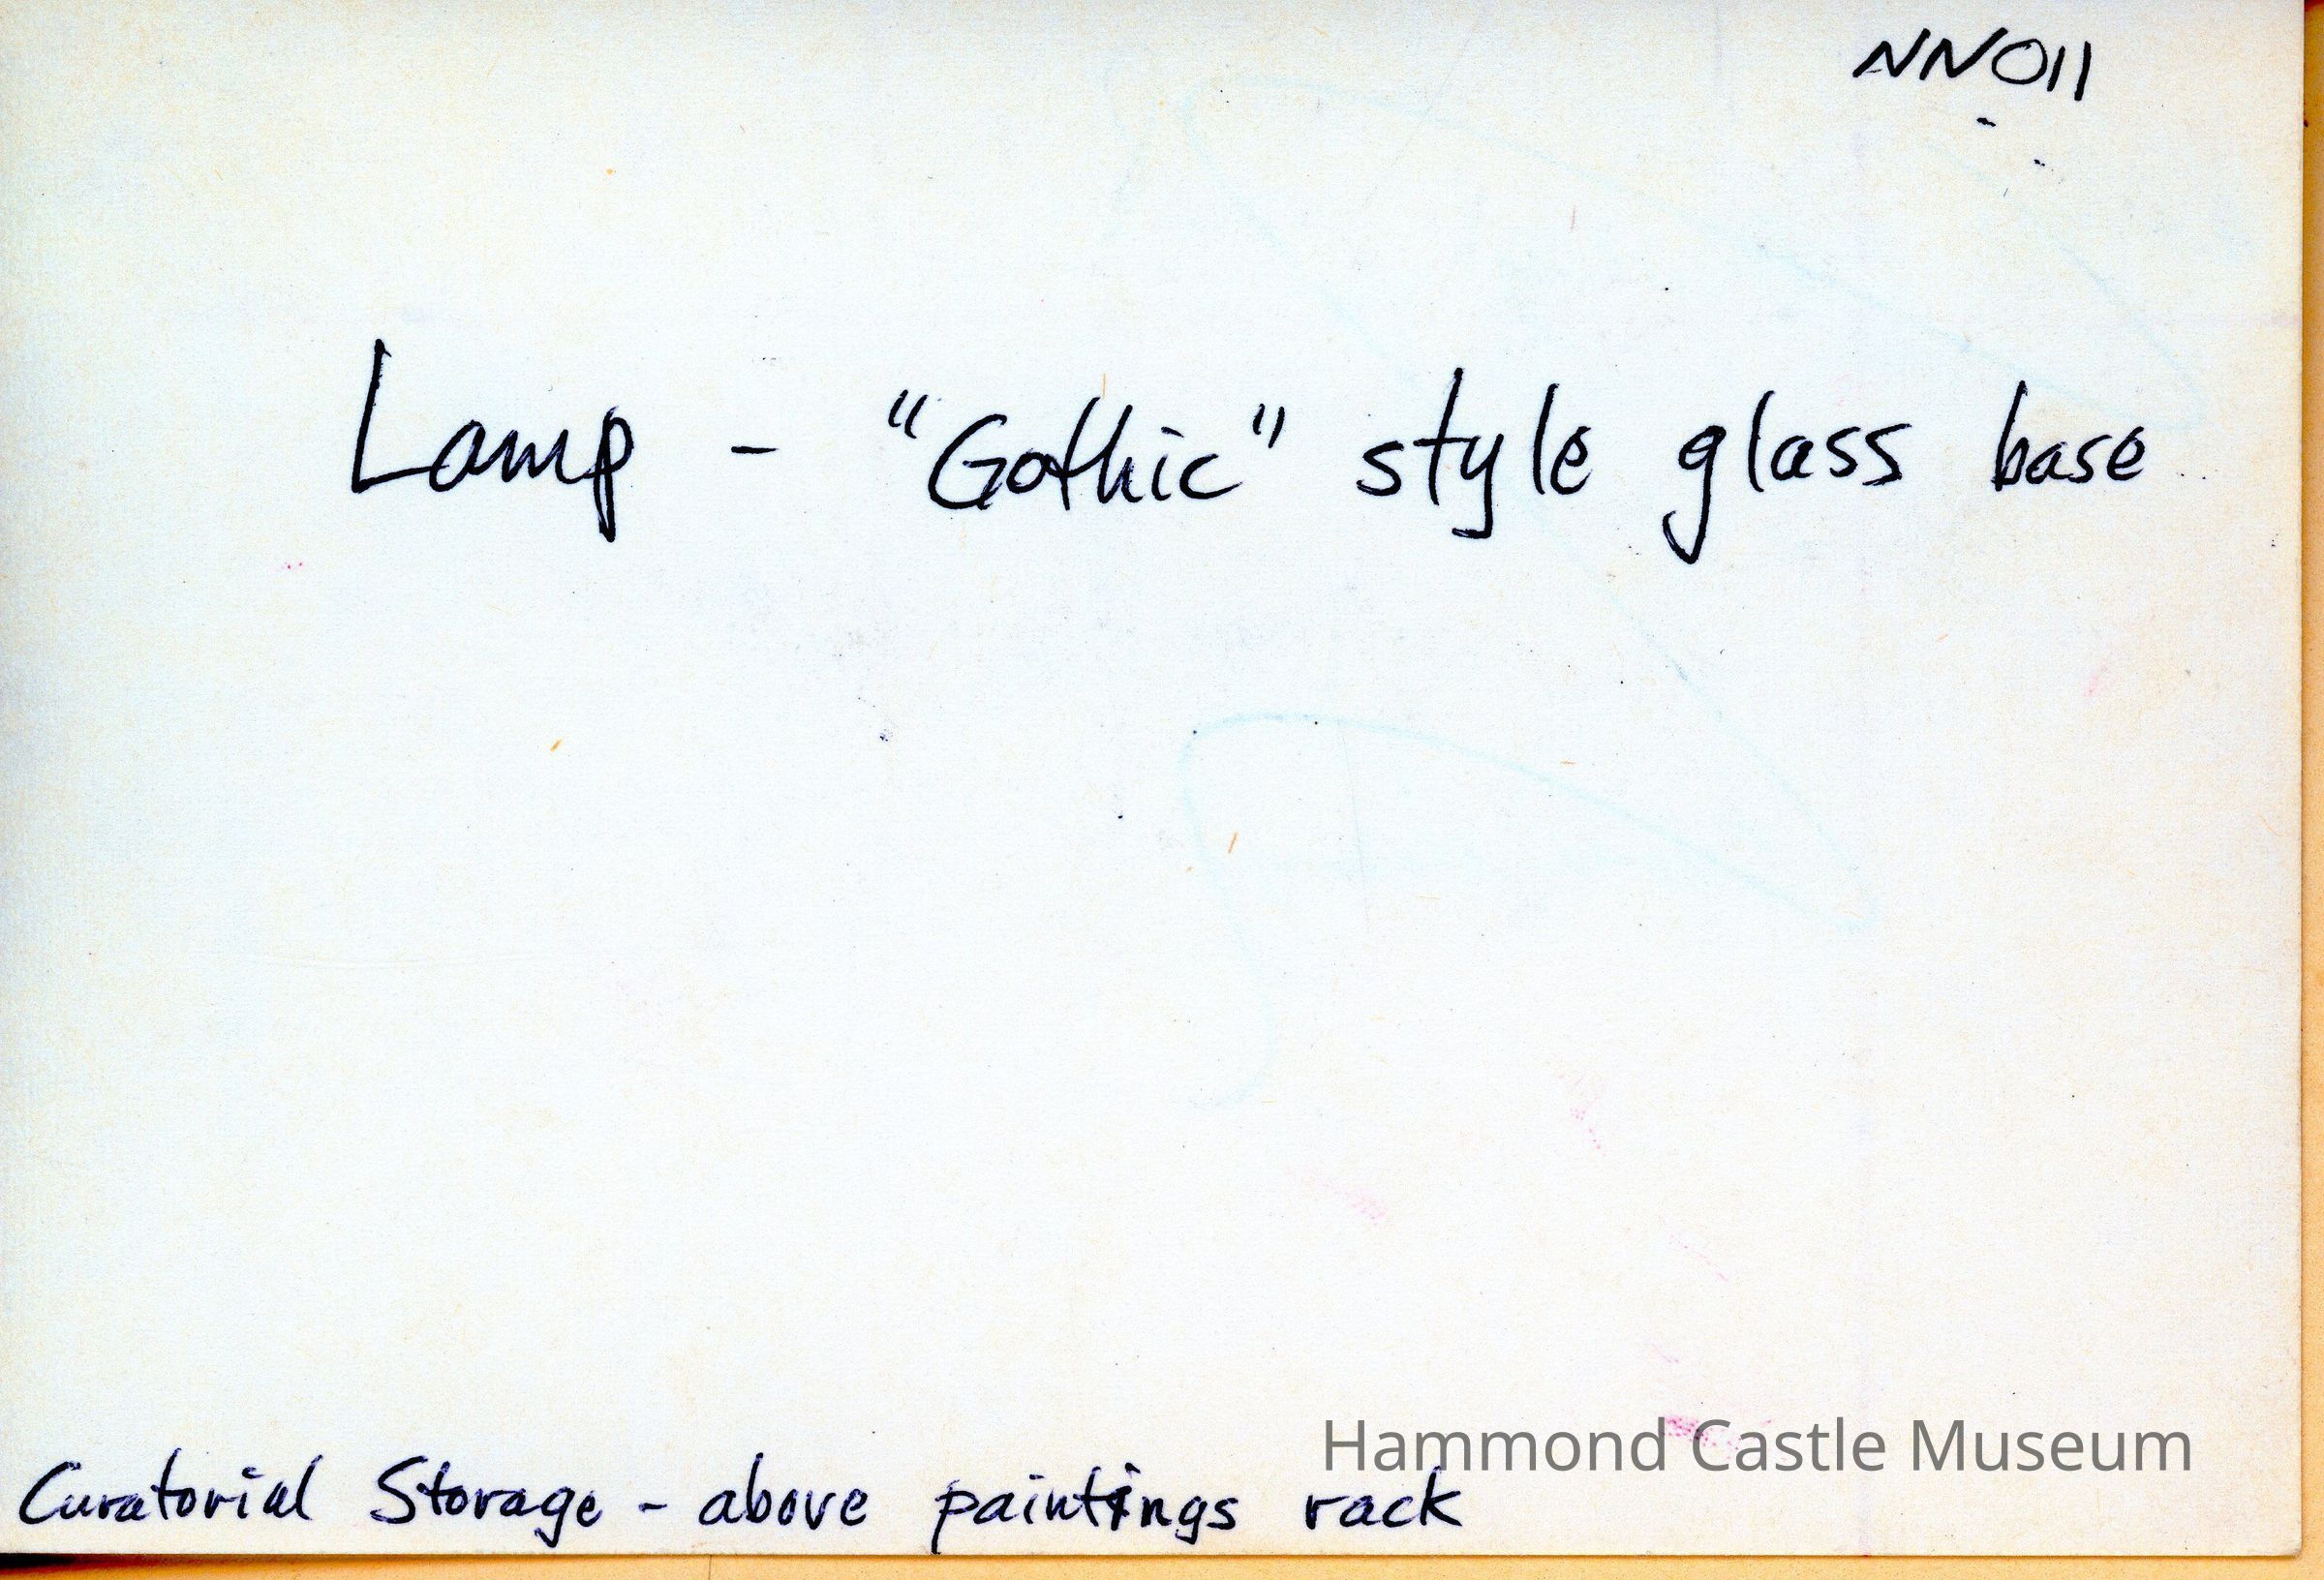 NN011
Lamp - "Gothic" style glass base
Hammond Castle Museum
Curatorial Storage - above paintings rack